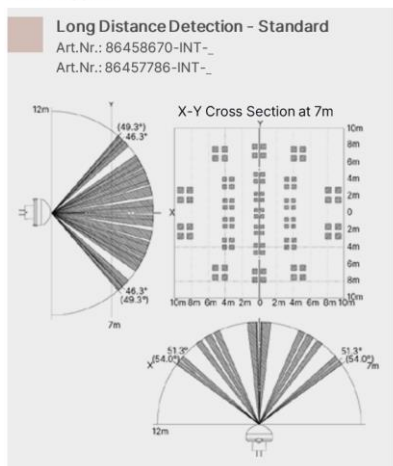 Long Distance Detection - Standard
Art.Nr.: 86458670-INT-_
Art.Nr.: 86457786-INT-_
12m
Y
(49.3°)
46.3°
X
46.3°
(49.3°)
7m
X-Y Cross Section at 7m
Y
10m
8m
6m
4m
2m
0
2m
4m
6m
8m
10m
10m 8m 6m 4m 2m 0 2m 4m 6m 8m 10m
51.3°
(54.0°)
X
51.3°
(54.0°)
7m
12m